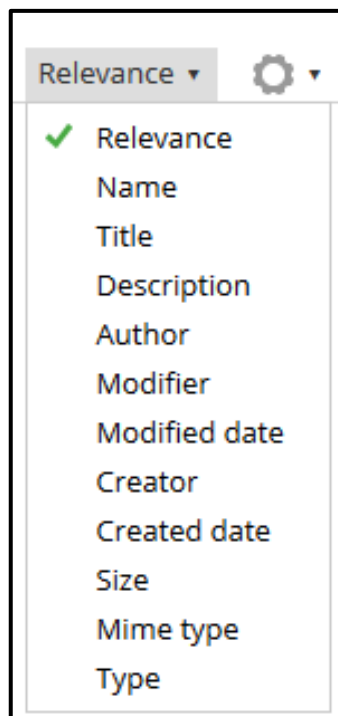 Relevance
Relevance
Name
Title
Description
Author
Modifier
Modified date
Creator
Created date
Size
Mime type
Type